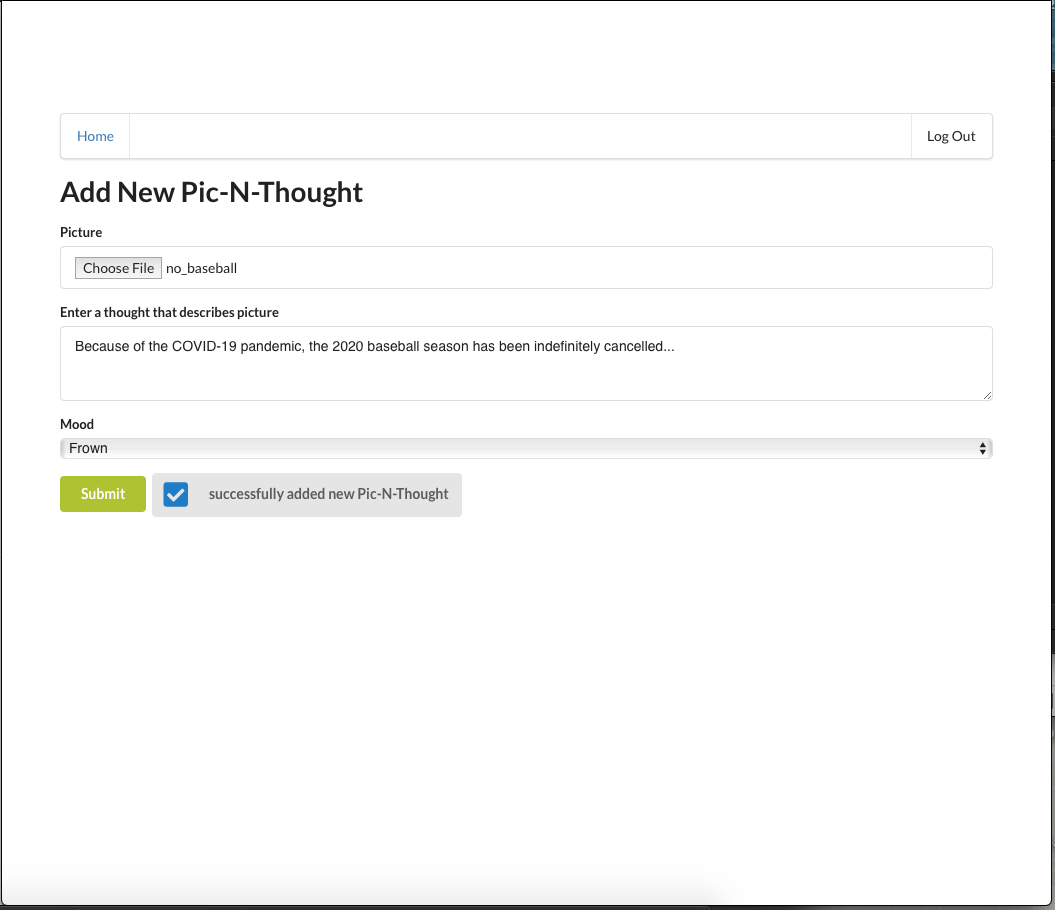 Home
Log Out
Add New Pic-N-Thought
Picture
Choose File no_baseball
Enter a thought that describes picture
Because of the COVID-19 pandemic, the 2020 baseball season has been indefinitely cancelled...
Mood
Frown
Submit
successfully added new Pic-N-Thought